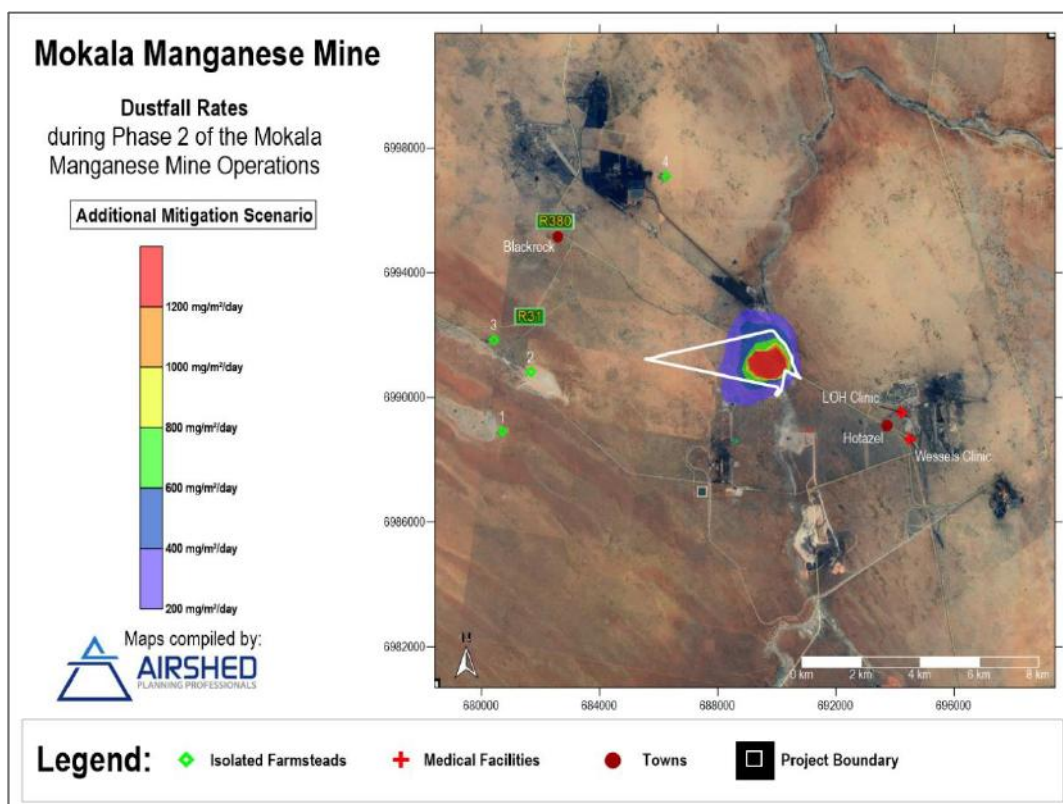 Mokala Manganese Mine
Dustfall Rates
during Phase 2 of the Mokala
Manganese Mine Operations
Additional Mitigation Scenario
1200 mg/m²/day
1000 mg/m²/day
800 mg/m²/day
600 mg/m²/day
400 mg/m²/day
200 mg/m²/day
Maps compiled by:
AIRSHED
PLANNING PROFESSIONALS
6998000
6994000
6990000
6986000
6982000
680000
684000
688000
692000
696000
4
R380
Blackrock
R31
3
2
1
LOH Clinic
Hotazel
Wessels Clinic
N
0 km
2 km
4 km
6 km
8 km
Legend:
Isolated Farmsteads
Medical Facilities
Towns
Project Boundary